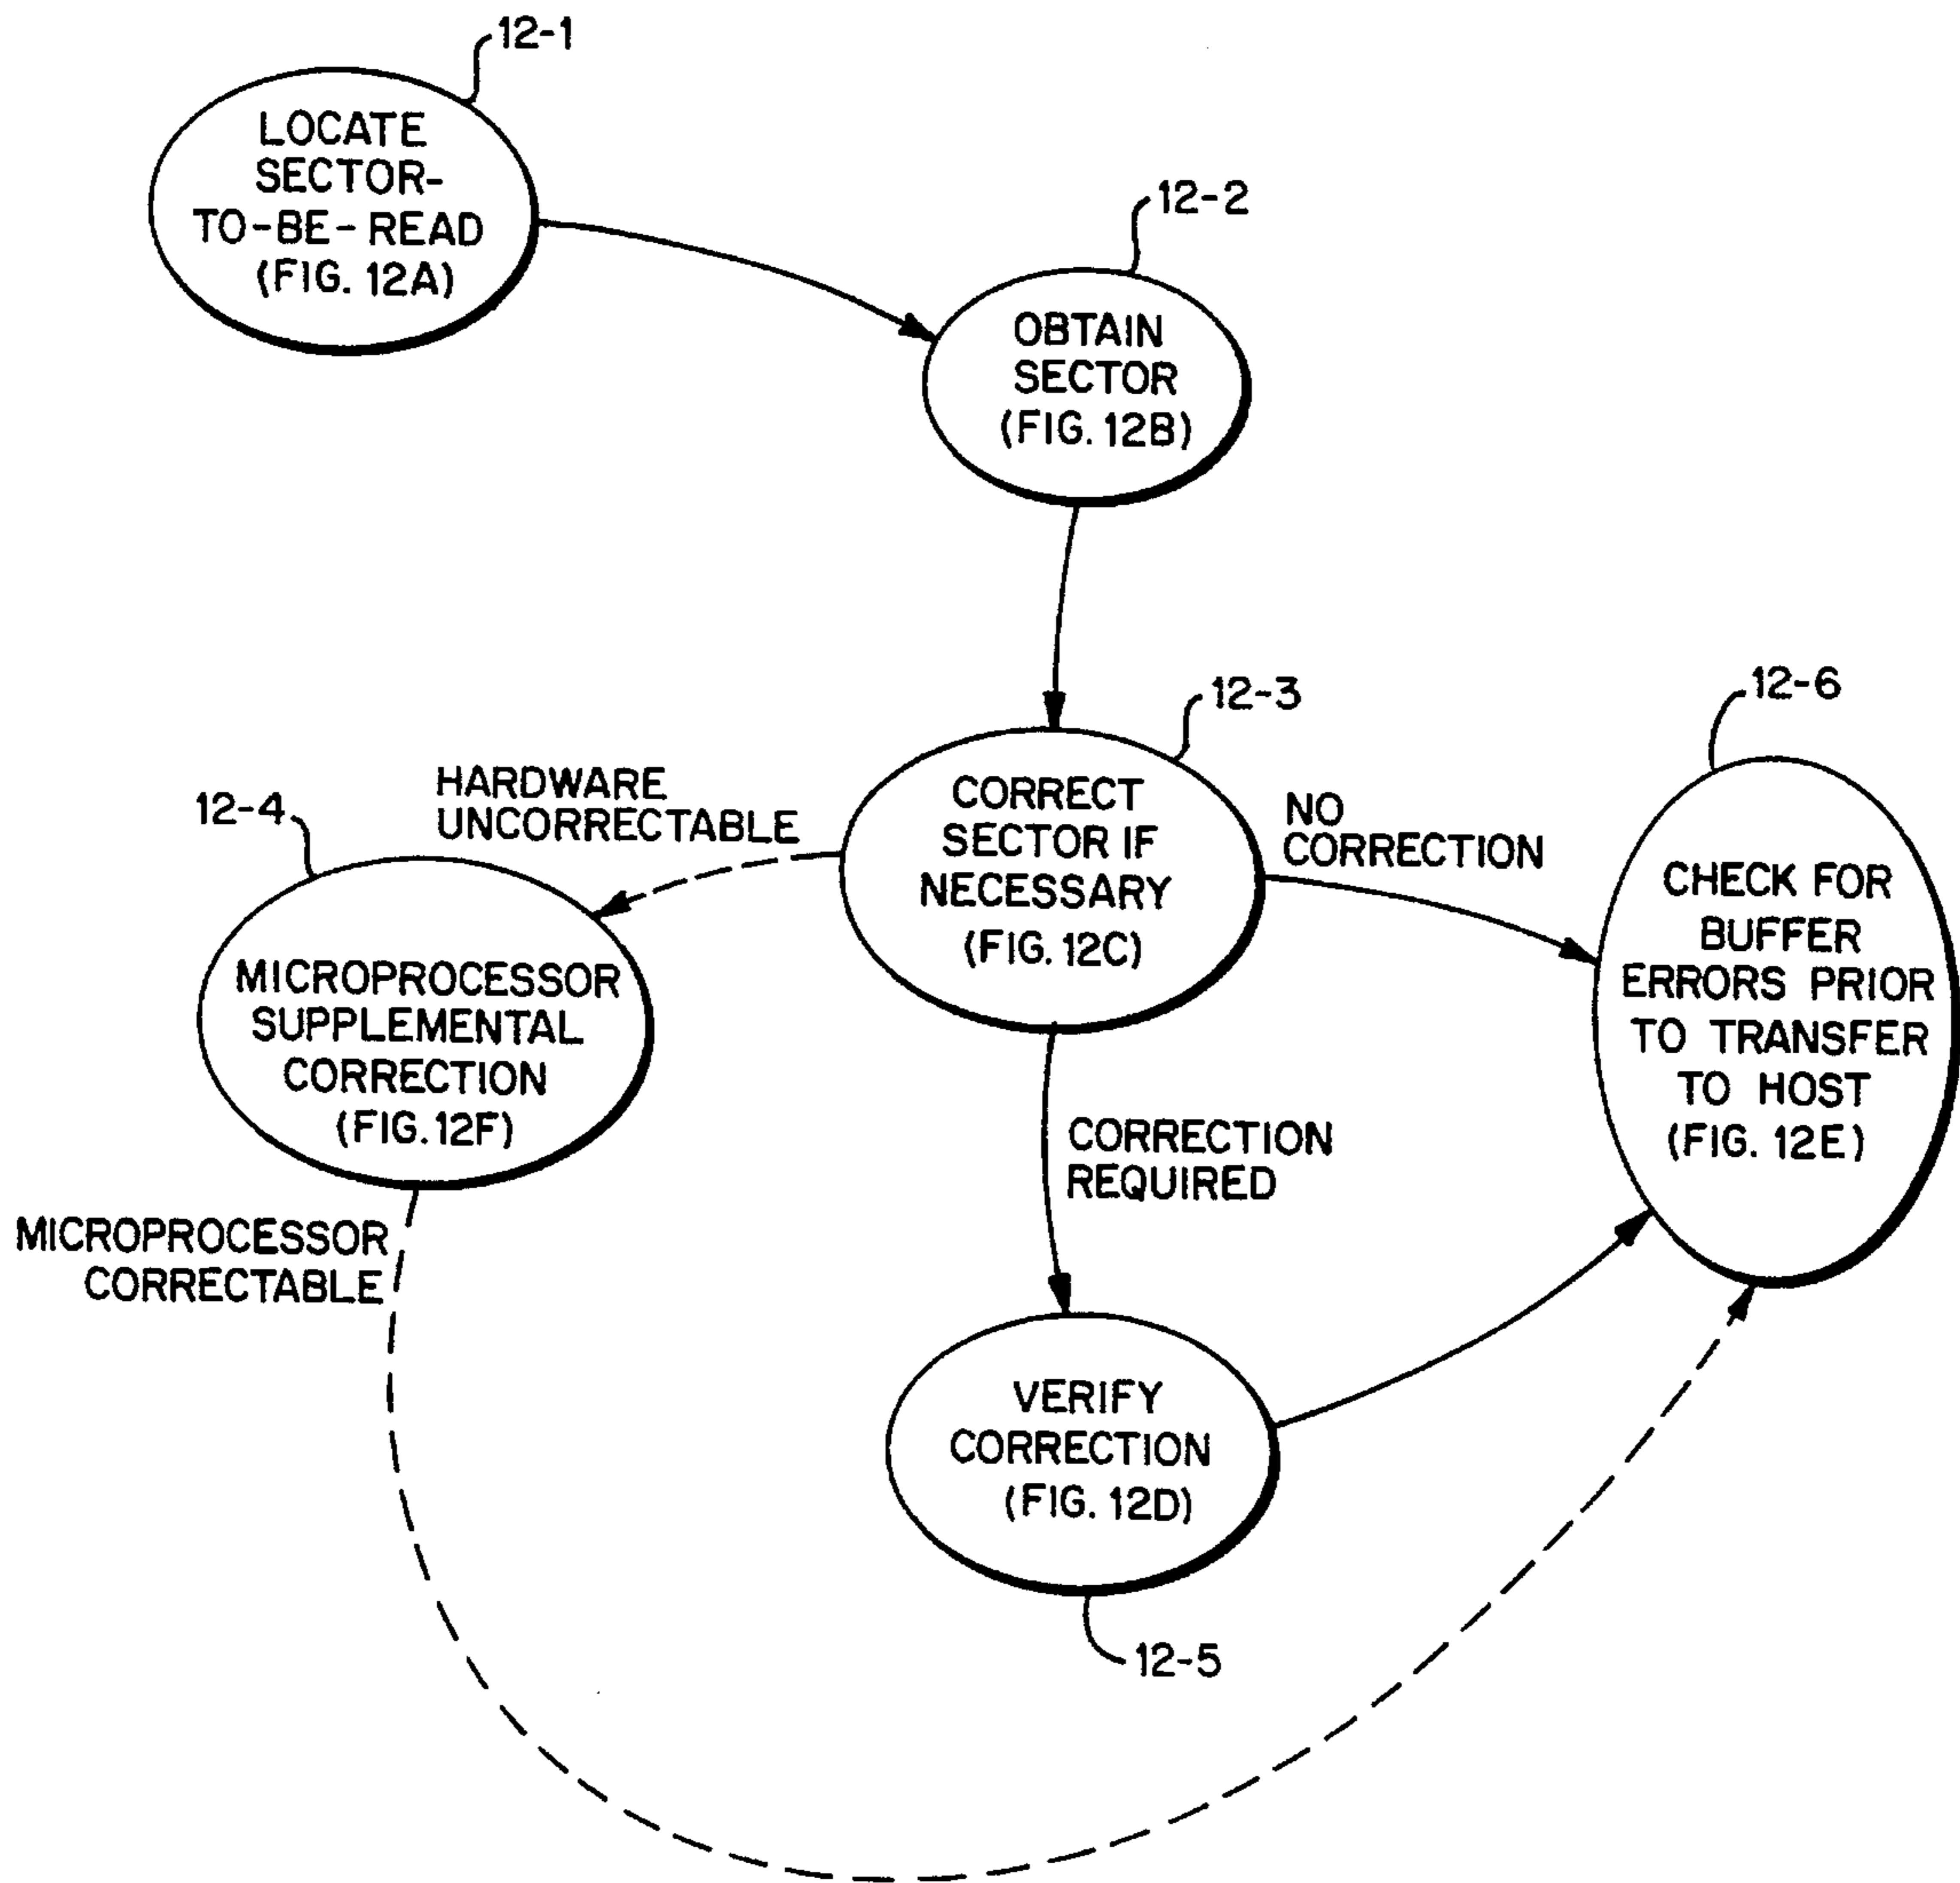 12-1
LOCATE
SECTOR-
TO-BE-READ
(FIG. 12A)
12-2
OBTAIN
SECTOR
(FIG. 12B)
12-3
CORRECT
SECTOR IF
NECESSARY
(FIG. 12C)
HARDWARE
UNCORRECTABLE
12-4
MICROPROCESSOR
SUPPLEMENTAL
CORRECTION
(FIG. 12F)
NO
CORRECTION
12-6
CHECK FOR
BUFFER
ERRORS PRIOR
TO TRANSFER
TO HOST
(FIG. 12E)
CORRECTION
REQUIRED
MICROPROCESSOR
CORRECTABLE
VERIFY
CORRECTION
(FIG. 12D)
12-5